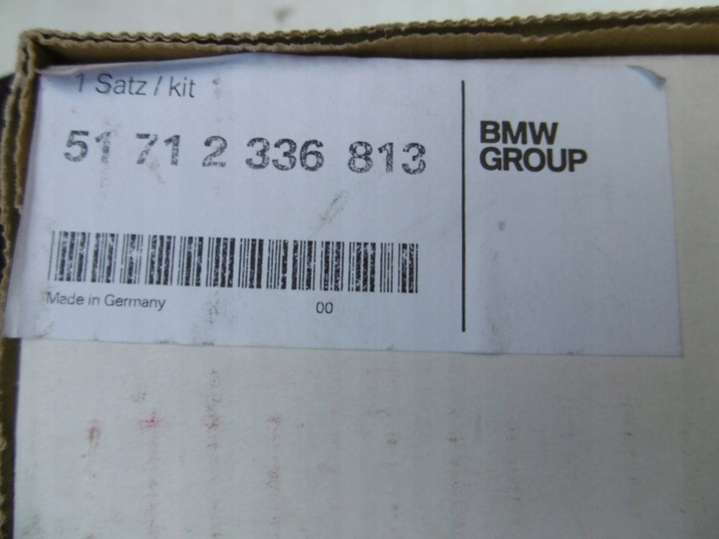 1 Satz / kit
51 71 2 336 813
BMW
GROUP
Made in Germany
00